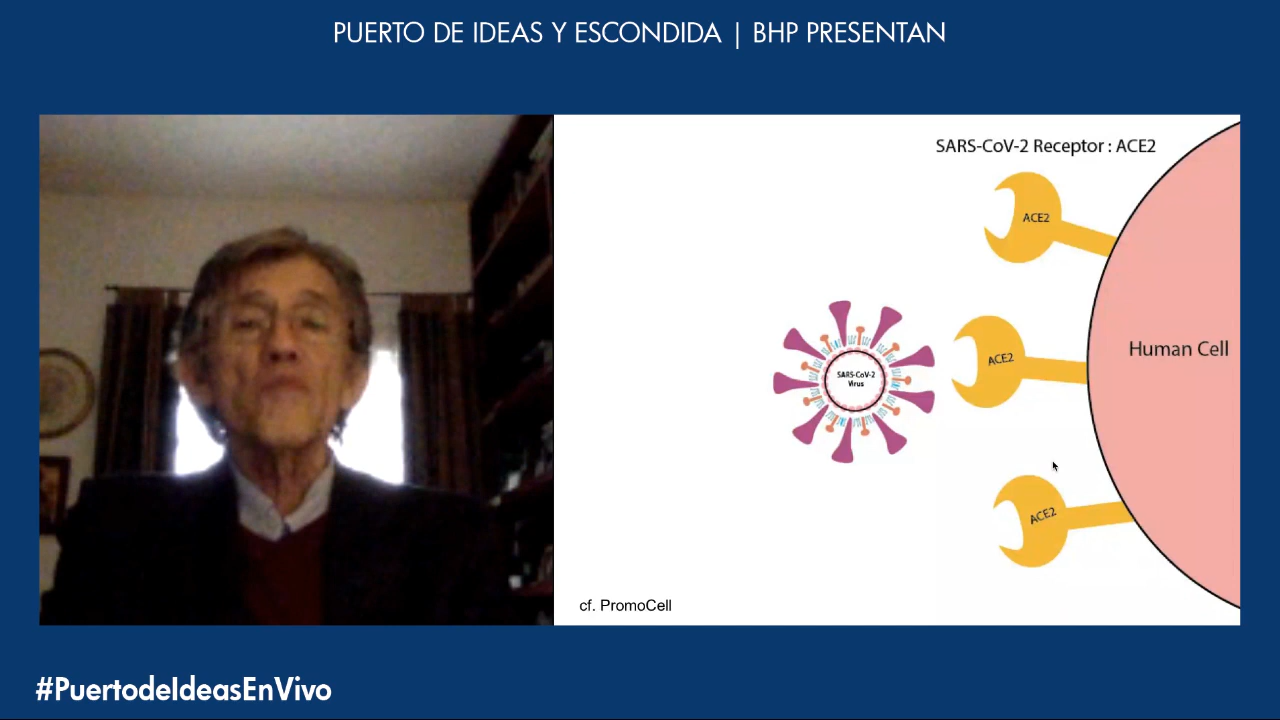 PUERTO DE IDEAS Y ESCONDIDA | BHP PRESENTAN
SARS-CoV-2 Receptor : ACE2
ACE2
ACE2
Human Cell
SARS-CoV-2
Virus
ACE2
cf. PromoCell
#PuertodeIdeasEnVivo